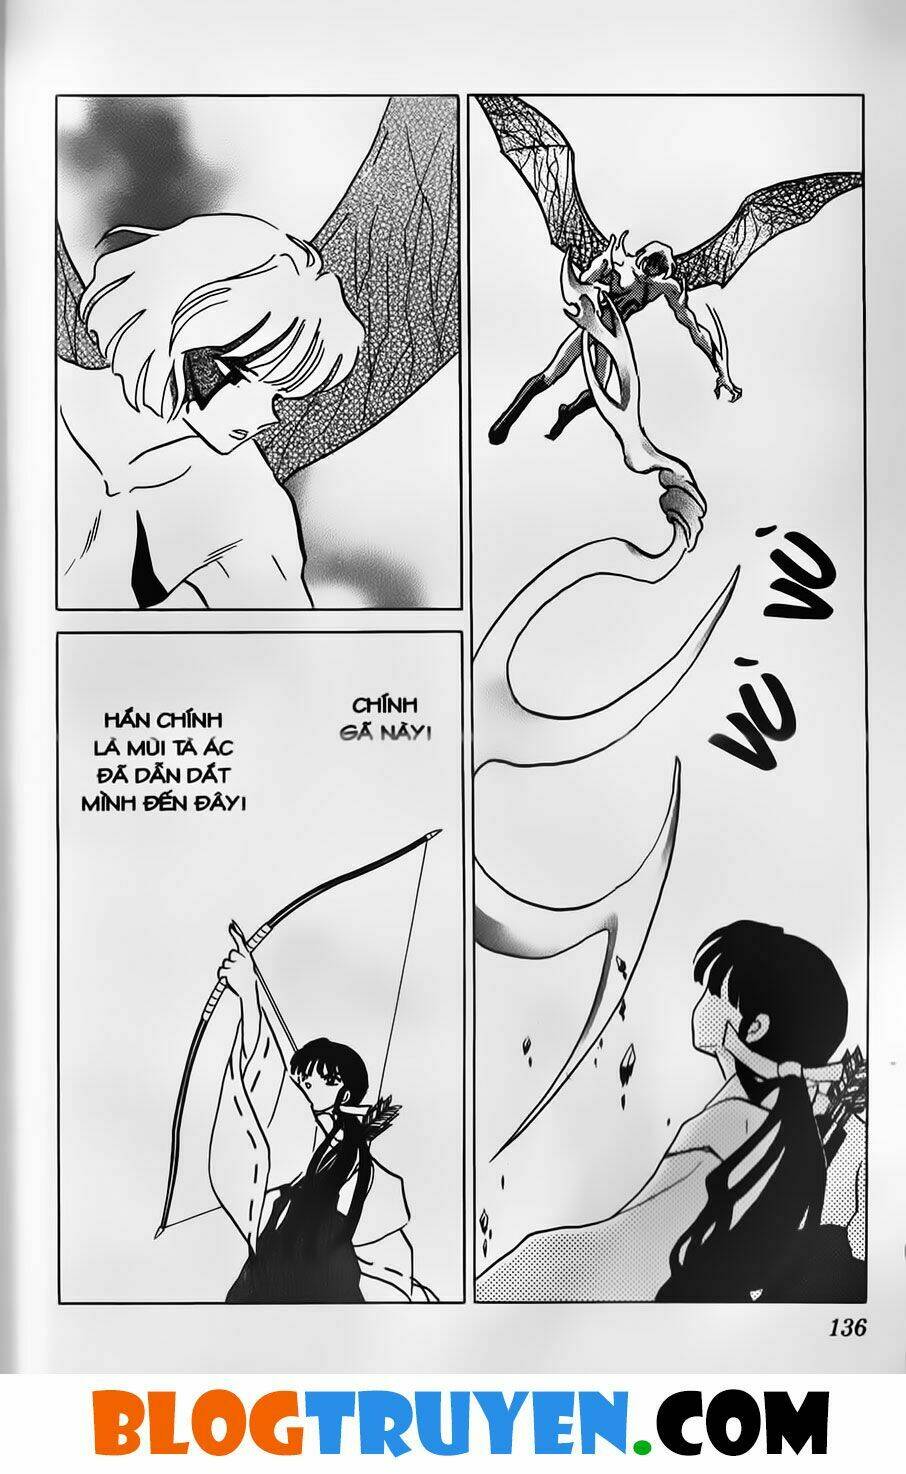 VÙ VÙ
CHÍNH
GÃ NÀY!
HẮN CHÍNH
LÀ MÙI TÀ ÁC
ĐÃ DẪN DẮT
MÌNH ĐẾN ĐÂY!
136
BLOGTRUYEN.COM